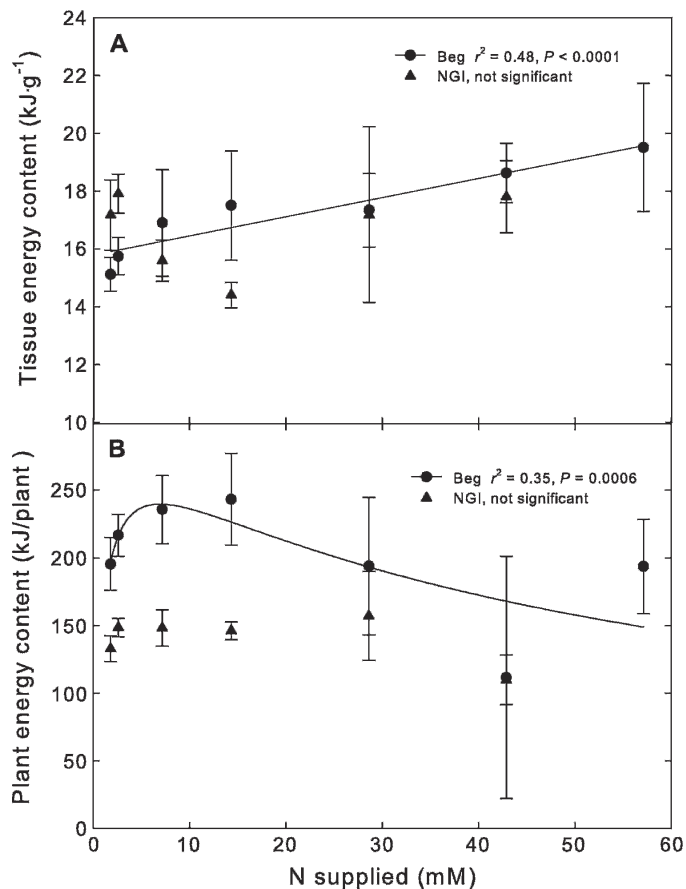 A
Beg r² = 0.48, P < 0.0001
NGI, not significant
Tissue energy content (kJ·g⁻¹)
24
22
20
18
16
14
12
10
B
Beg r² = 0.35, P = 0.0006
NGI, not significant
Plant energy content (kJ/plant)
250
200
150
100
50
0
0 10 20 30 40 50 60
N supplied (mM)